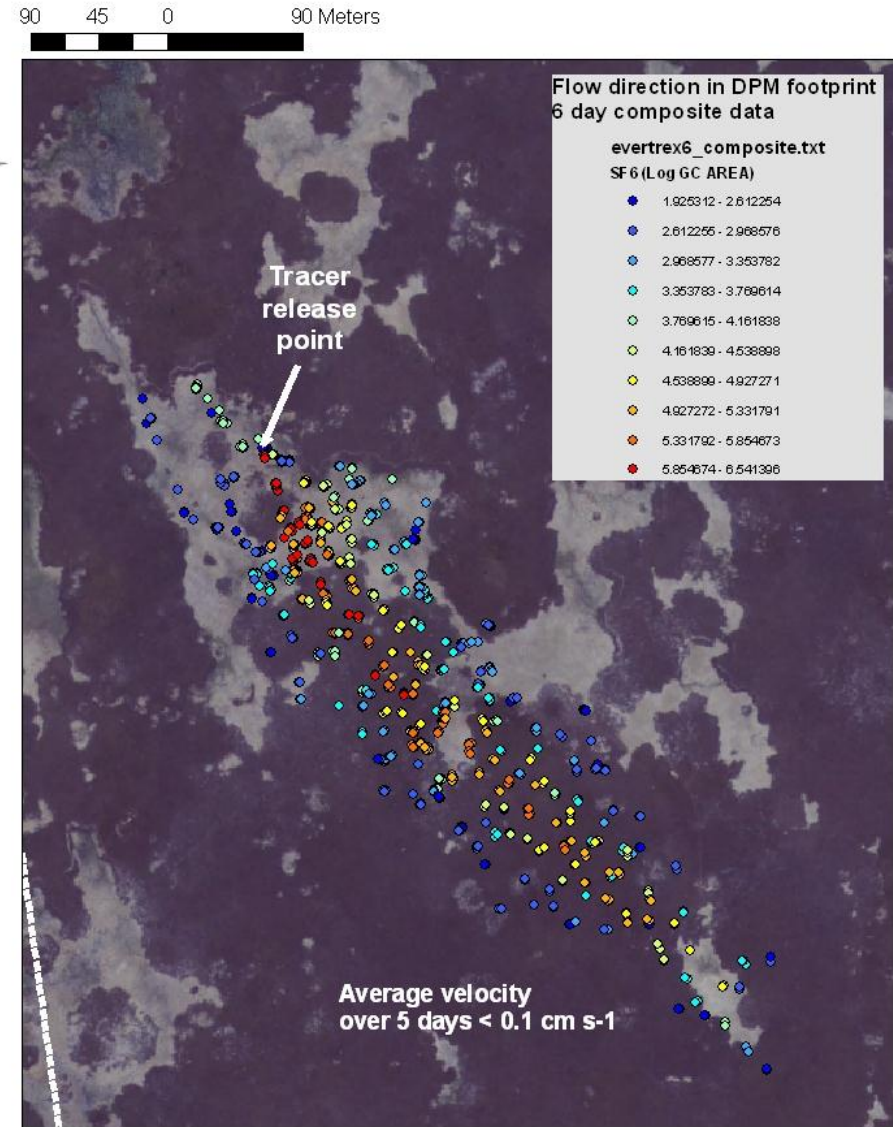 90 45 0 90 Meters
Flow direction in DPM footprint
6 day composite data
evertrex6_composite.txt
SF6 (Log GC AREA)
1.925312 - 2.612254
2.612255 - 2.968576
2.968577 - 3.353782
3.353783 - 3.769614
3.769615 - 4.161838
4.161839 - 4.538898
4.538899 - 4.927271
4.927272 - 5.331791
5.331792 - 5.854673
5.854674 - 6.541396
Tracer
release
point
Average velocity
over 5 days < 0.1 cm s-1